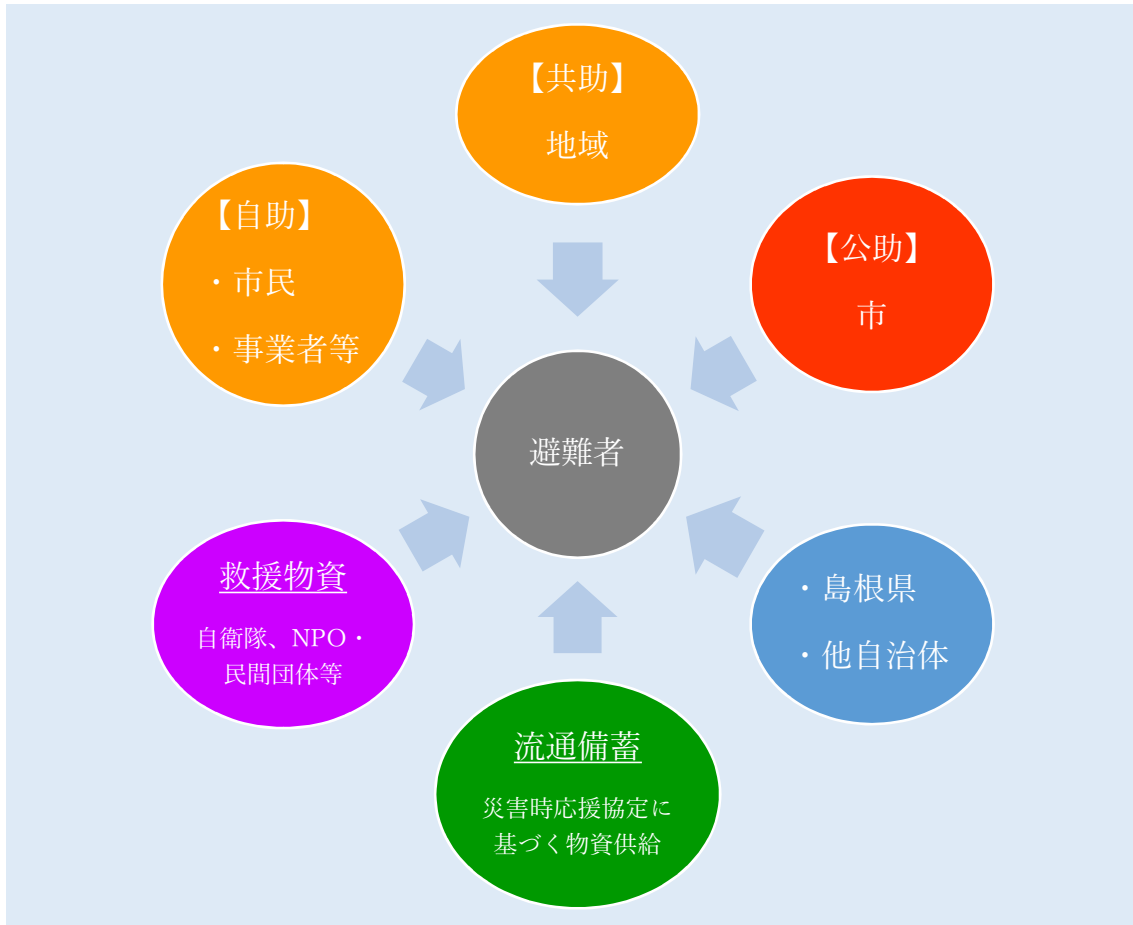 【共助】
地域
【自助】
・市民
・事業者等
【公助】
市
避難者
救援物資
自衛隊、NPO・
民間団体等
・島根県
・他自治体
流通備蓄
災害時応援協定に
基づく物資供給